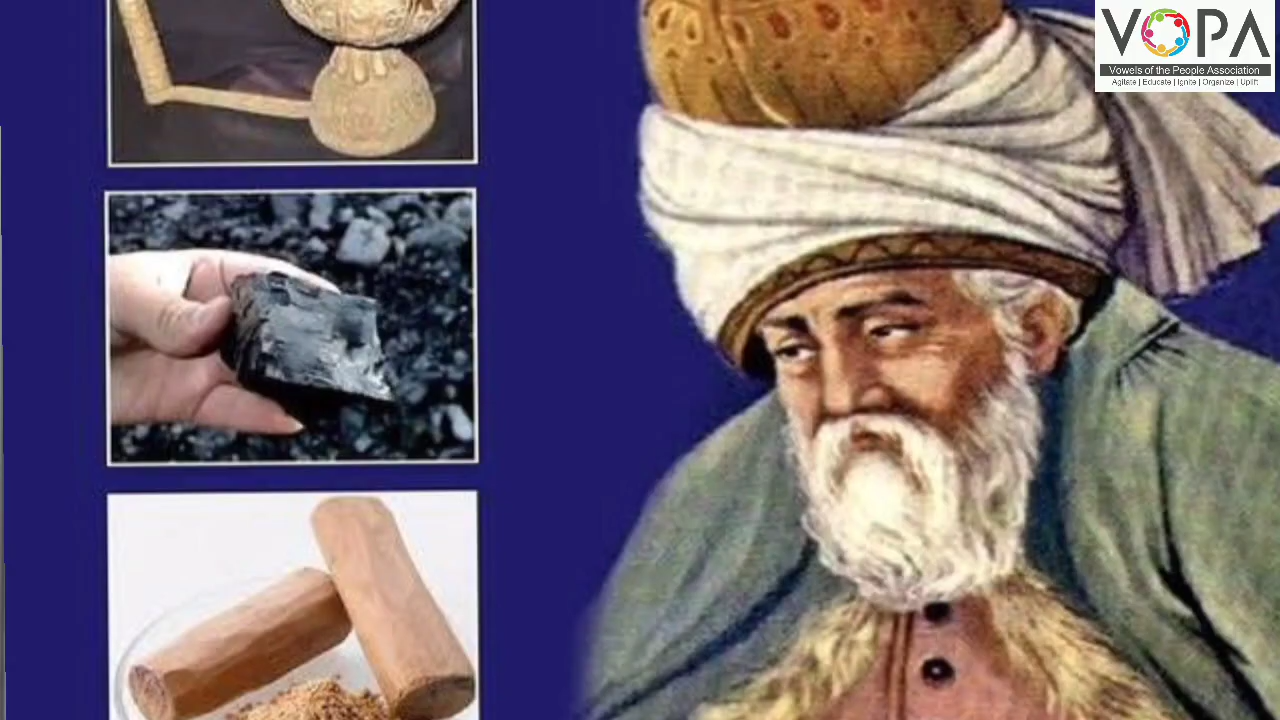 VOPA
Vowels of the People Association
Agitate | Educate | Ignite | Organize | Uplift